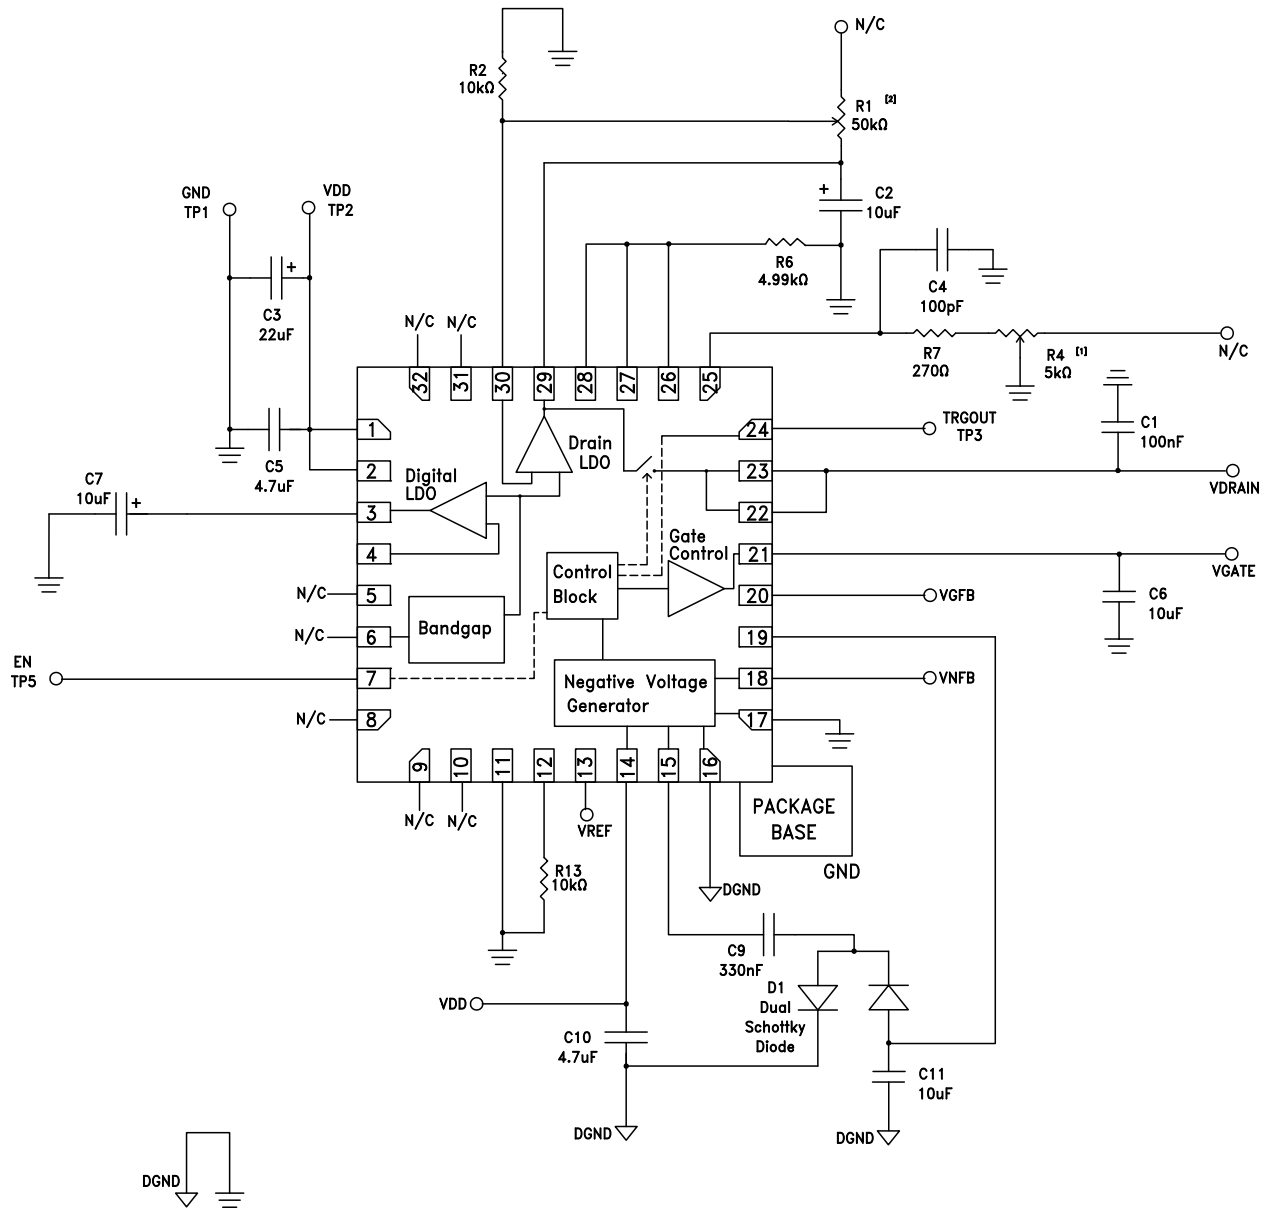 N/C
R2
10kΩ
R1 [2]
50kΩ
GND
TP1
VDD
TP2
+
C2
10uF
+
C3
22uF
R6
4.99kΩ
C4
100pF
N/C
N/C
R7
270Ω
R4 [1]
5kΩ
N/C
32
31
30
29
28
27
26
25
C1
100nF
1
24
TRGOUT
TP3
C5
4.7uF
Drain
LDO
2
23
VDRAIN
C7
10uF
+
Digital
LDO
3
22
4
Gate
Control
21
VGATE
Control
Block
N/C
5
20
VGFB
C6
10uF
N/C
6
Bandgap
19
EN
TP5
7
Negative Voltage
Generator
18
VNFB
N/C
8
17
9
10
11
12
13
14
15
16
N/C
N/C
VREF
PACKAGE
BASE
GND
R13
10kΩ
DGND
C9
330nF
VDD
D1
Dual
Schottky
Diode
C10
4.7uF
C11
10uF
DGND
DGND
DGND